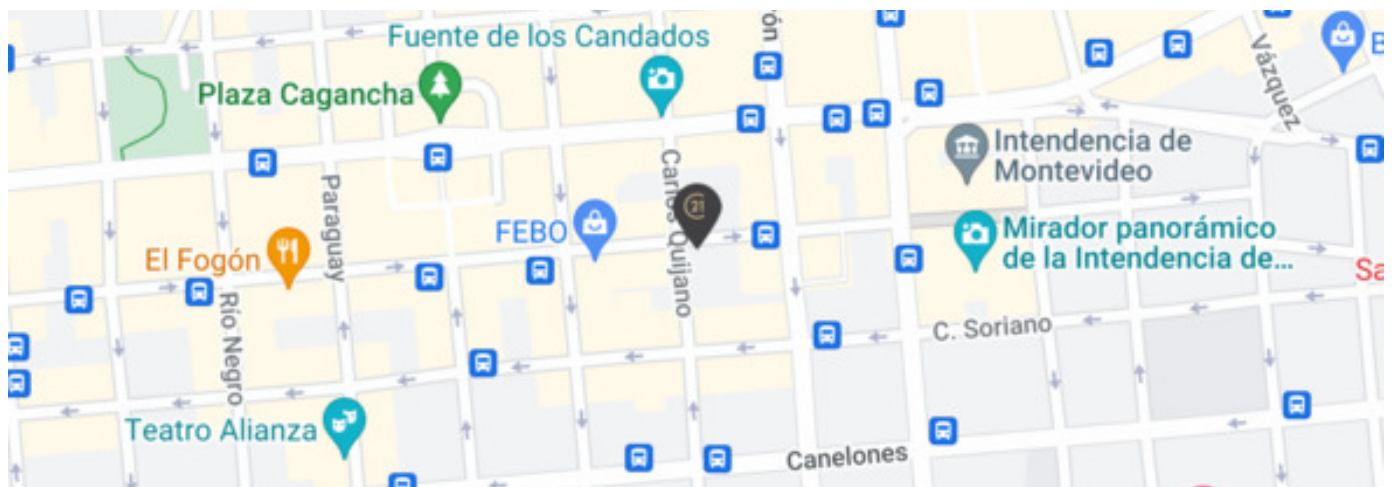 Fuente de los Candados
Plaza Cagancha
Vázquez
Intendencia de
Montevideo
Paraguay
Carlos Quijano
21
FEBO
El Fogón
Mirador panorámico
de la Intendencia de...
Río Negro
C. Soriano
Teatro Alianza
Canelones